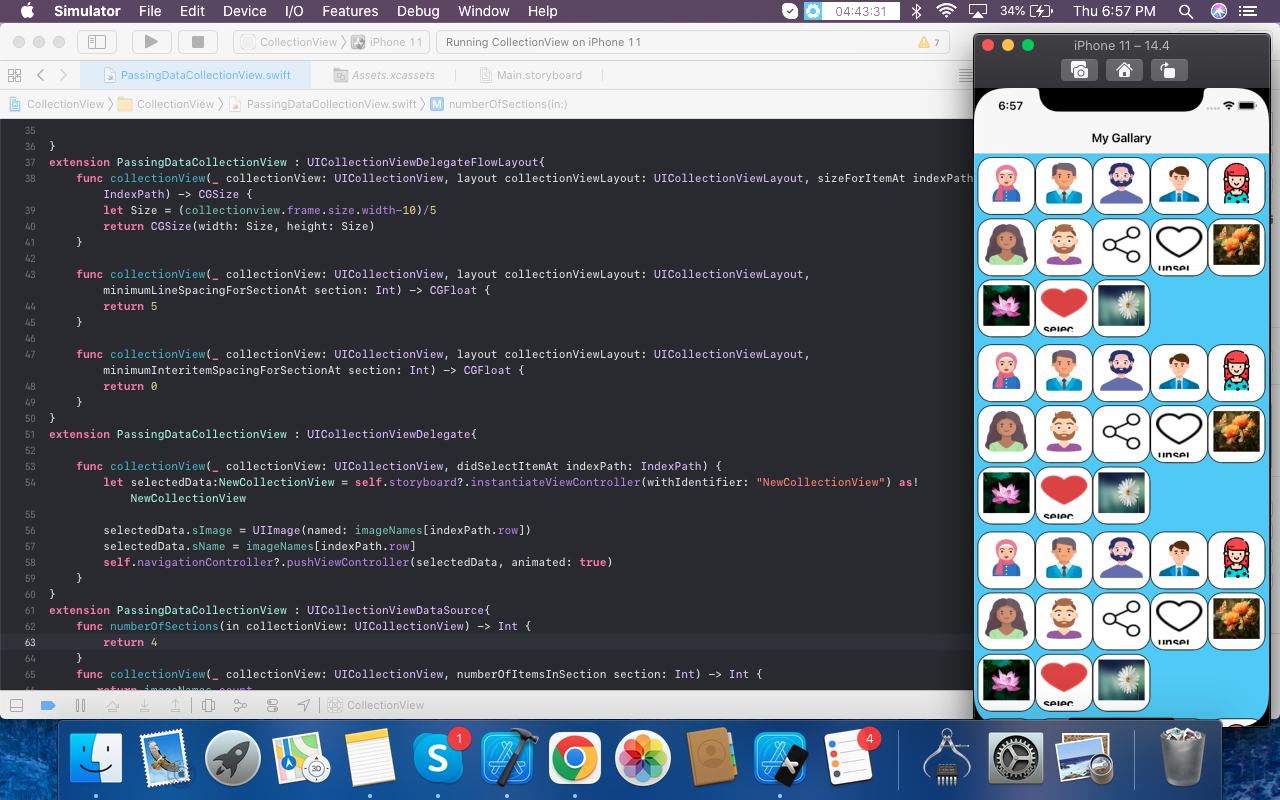 Simulator File Edit Device I/O Features Debug Window Help 04:43:31 34% Thu 6:57 PM
CollectionView iPhone 11 Running CollectionView on iPhone 11 7
PassingDataCollectionView.swift Assets.xcassets Main.storyboard
CollectionView CollectionView PassingDataCollectionView.swift M numberOfSections(in:)
35
36 }
37 extension PassingDataCollectionView : UICollectionViewDelegateFlowLayout{
38 func collectionView(_ collectionView: UICollectionView, layout collectionViewLayout: UICollectionViewLayout, sizeForItemAt indexPath
IndexPath) -> CGSize {
39 let Size = (collectionview.frame.size.width-10)/5
40 return CGSize(width: Size, height: Size)
41 }
42
43 func collectionView(_ collectionView: UICollectionView, layout collectionViewLayout: UICollectionViewLayout,
minimumLineSpacingForSectionAt section: Int) -> CGFloat {
44 return 5
45 }
46
47 func collectionView(_ collectionView: UICollectionView, layout collectionViewLayout: UICollectionViewLayout,
minimumInteritemSpacingForSectionAt section: Int) -> CGFloat {
48 return 0
49 }
50 }
51 extension PassingDataCollectionView : UICollectionViewDelegate{
52
53 func collectionView(_ collectionView: UICollectionView, didSelectItemAt indexPath: IndexPath) {
54 let selectedData:NewCollectionView = self.storyboard?.instantiateViewController(withIdentifier: "NewCollectionView") as!
NewCollectionView
55
56 selectedData.sImage = UIImage(named: imageNames[indexPath.row])
57 selectedData.sName = imageNames[indexPath.row]
58 self.navigationController?.pushViewController(selectedData, animated: true)
59 }
60 }
61 extension PassingDataCollectionView : UICollectionViewDataSource{
62 func numberOfSections(in collectionView: UICollectionView) -> Int {
63 return 4
64 }
65 func collectionView(_ collectionView: UICollectionView, numberOfItemsInSection section: Int) -> Int {
return imageNames.count
CollectionView
iPhone 11 – 14.4
6:57
My Gallary
unsel
selec
unsel
selec
unsel
selec
3D
1
4